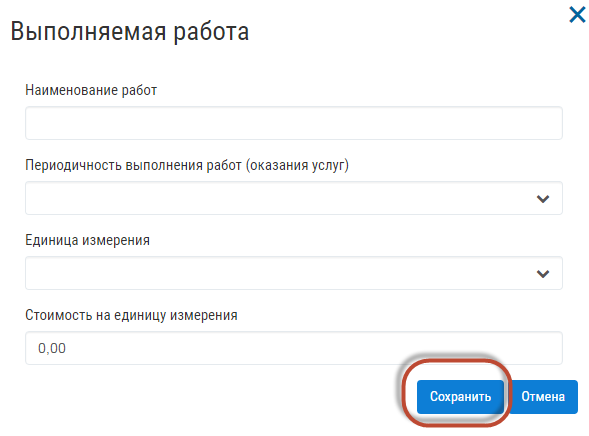 Выполняемая работа
Наименование работ
Периодичность выполнения работ (оказания услуг)
Единица измерения
Стоимость на единицу измерения
0,00
Сохранить Отмена